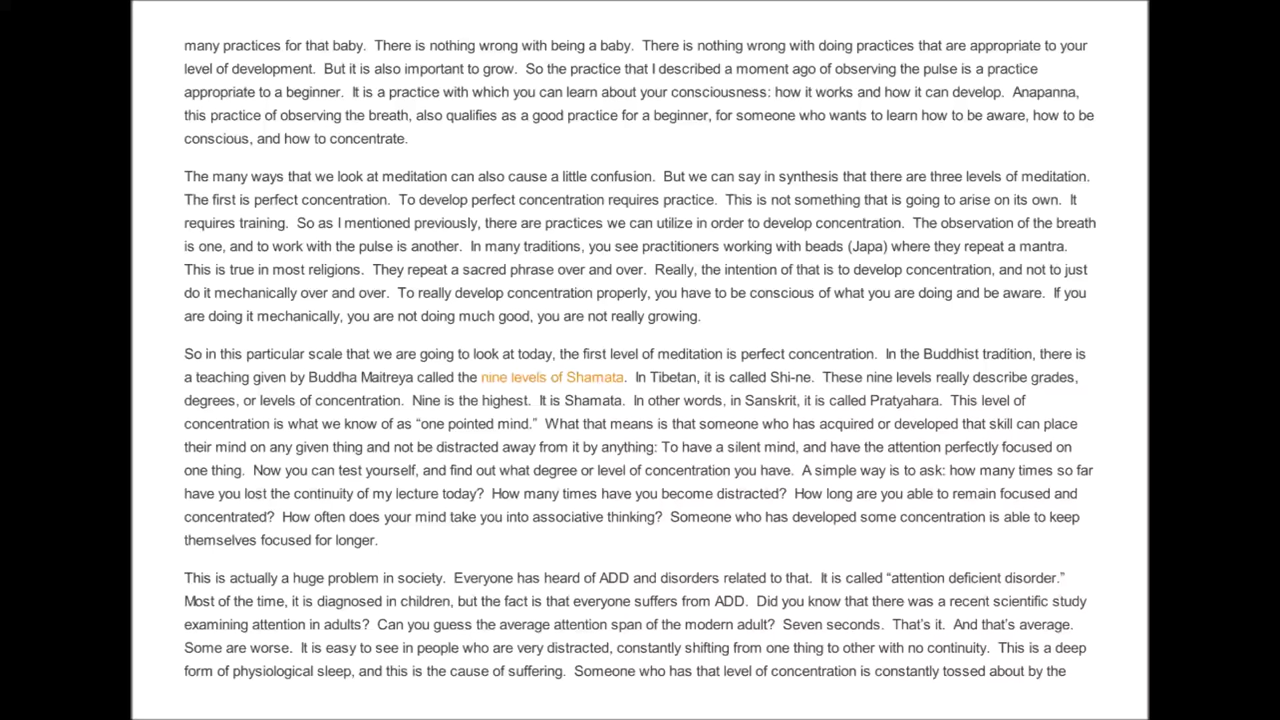 many practices for that baby.  There is nothing wrong with being a baby.  There is nothing wrong with doing practices that are appropriate to your
level of development.  But it is also important to grow.  So the practice that I described a moment ago of observing the pulse is a practice
appropriate to a beginner.  It is a practice with which you can learn about your consciousness: how it works and how it can develop.  Anapanna,
this practice of observing the breath, also qualifies as a good practice for a beginner, for someone who wants to learn how to be aware, how to be
conscious, and how to concentrate.
The many ways that we look at meditation can also cause a little confusion.  But we can say in synthesis that there are three levels of meditation.
The first is perfect concentration.  To develop perfect concentration requires practice.  This is not something that is going to arise on its own.  It
requires training.  So as I mentioned previously, there are practices we can utilize in order to develop concentration.  The observation of the breath
is one, and to work with the pulse is another.  In many traditions, you see practitioners working with beads (Japa) where they repeat a mantra.
This is true in most religions.  They repeat a sacred phrase over and over.  Really, the intention of that is to develop concentration, and not to just
do it mechanically over and over.  To really develop concentration properly, you have to be conscious of what you are doing and be aware.  If you
are doing it mechanically, you are not doing much good, you are not really growing.
So in this particular scale that we are going to look at today, the first level of meditation is perfect concentration.  In the Buddhist tradition, there is
a teaching given by Buddha Maitreya called the nine levels of Shamata.  In Tibetan, it is called Shi-ne.  These nine levels really describe grades,
degrees, or levels of concentration.  Nine is the highest.  It is Shamata.  In other words, in Sanskrit, it is called Pratyahara.  This level of
concentration is what we know of as “one pointed mind.”  What that means is that someone who has acquired or developed that skill can place
their mind on any given thing and not be distracted away from it by anything: To have a silent mind, and have the attention perfectly focused on
one thing.  Now you can test yourself, and find out what degree or level of concentration you have.  A simple way is to ask: how many times so far
have you lost the continuity of my lecture today?  How many times have you become distracted?  How long are you able to remain focused and
concentrated?  How often does your mind take you into associative thinking?  Someone who has developed some concentration is able to keep
themselves focused for longer.
This is actually a huge problem in society.  Everyone has heard of ADD and disorders related to that.  It is called “attention deficient disorder.”
Most of the time, it is diagnosed in children, but the fact is that everyone suffers from ADD.  Did you know that there was a recent scientific study
examining attention in adults?  Can you guess the average attention span of the modern adult?  Seven seconds.  That’s it.  And that’s average.
Some are worse.  It is easy to see in people who are very distracted, constantly shifting from one thing to other with no continuity.  This is a deep
form of physiological sleep, and this is the cause of suffering.  Someone who has that level of concentration is constantly tossed about by the